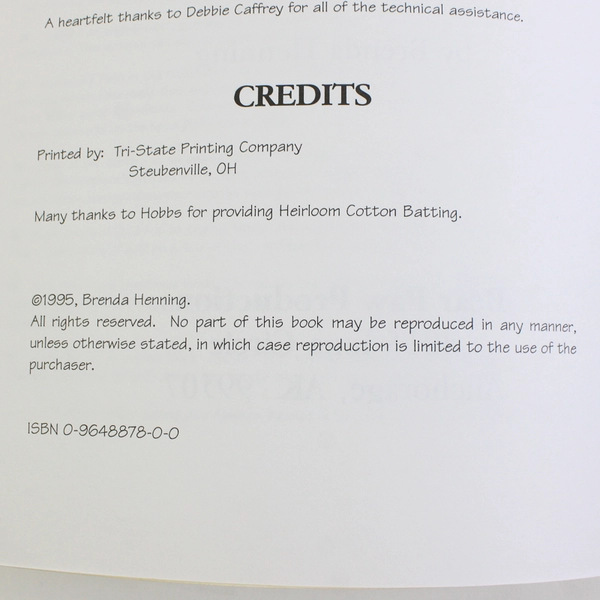 A heartfelt thanks to Debbie Caffrey for all of the technical assistance.
CREDITS
Printed by: Tri-State Printing Company
Steubenville, OH
Many thanks to Hobbs for providing Heirloom Cotton Batting.
©1995, Brenda Henning.
All rights reserved. No part of this book may be reproduced in any manner,
unless otherwise stated, in which case reproduction is limited to the use of the
purchaser.
ISBN 0-9648878-0-0